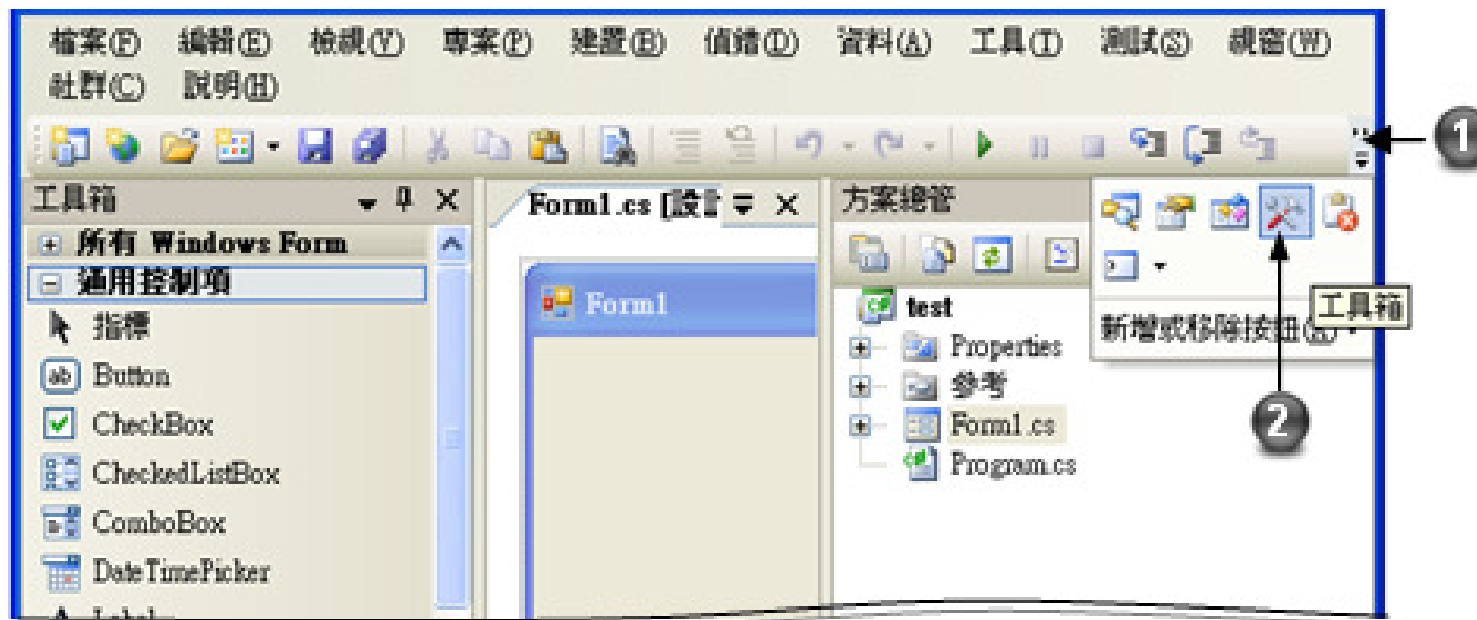 檔案(F) 編輯(E) 檢視(V) 專案(P) 建置(B) 偵錯(D) 資料(A) 工具(T) 測試(S) 視窗(W)
社群(C) 說明(H)
1
工具箱
Form1.cs [設計
方案總管
所有 Windows Form
通用控制項
指標
Button
CheckBox
CheckedListBox
ComboBox
DateTimePicker
Label
Form1
test
Properties
參考
Form1.cs
Program.cs
工具箱
新增或移除按鈕(R)
2